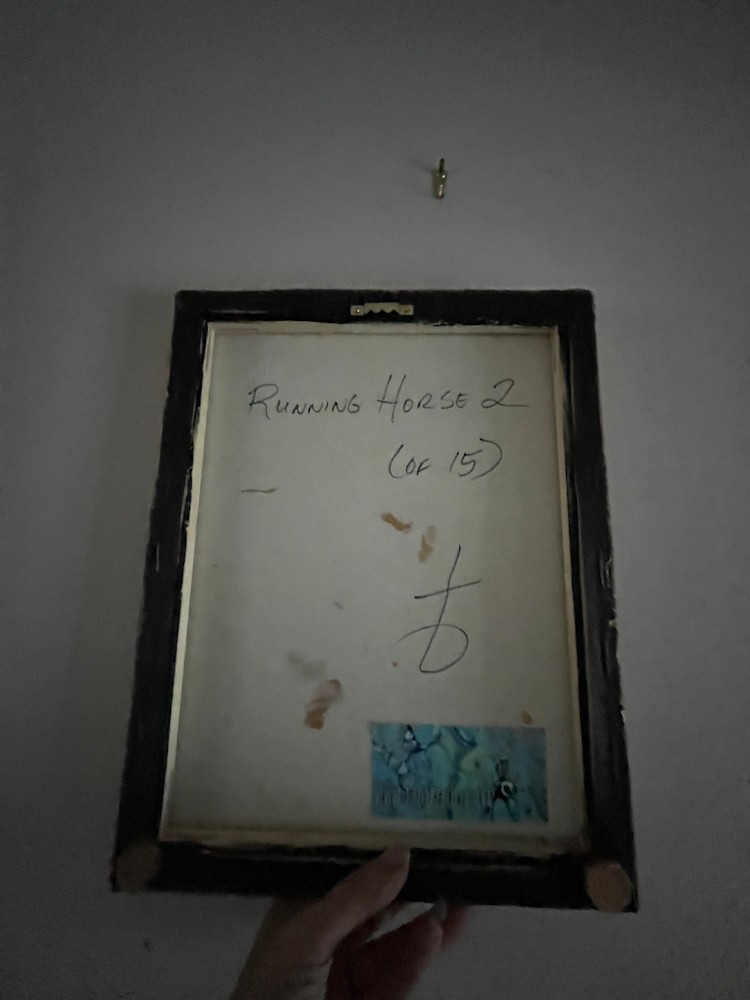 RUNNING HORSE 2
(OF 15)